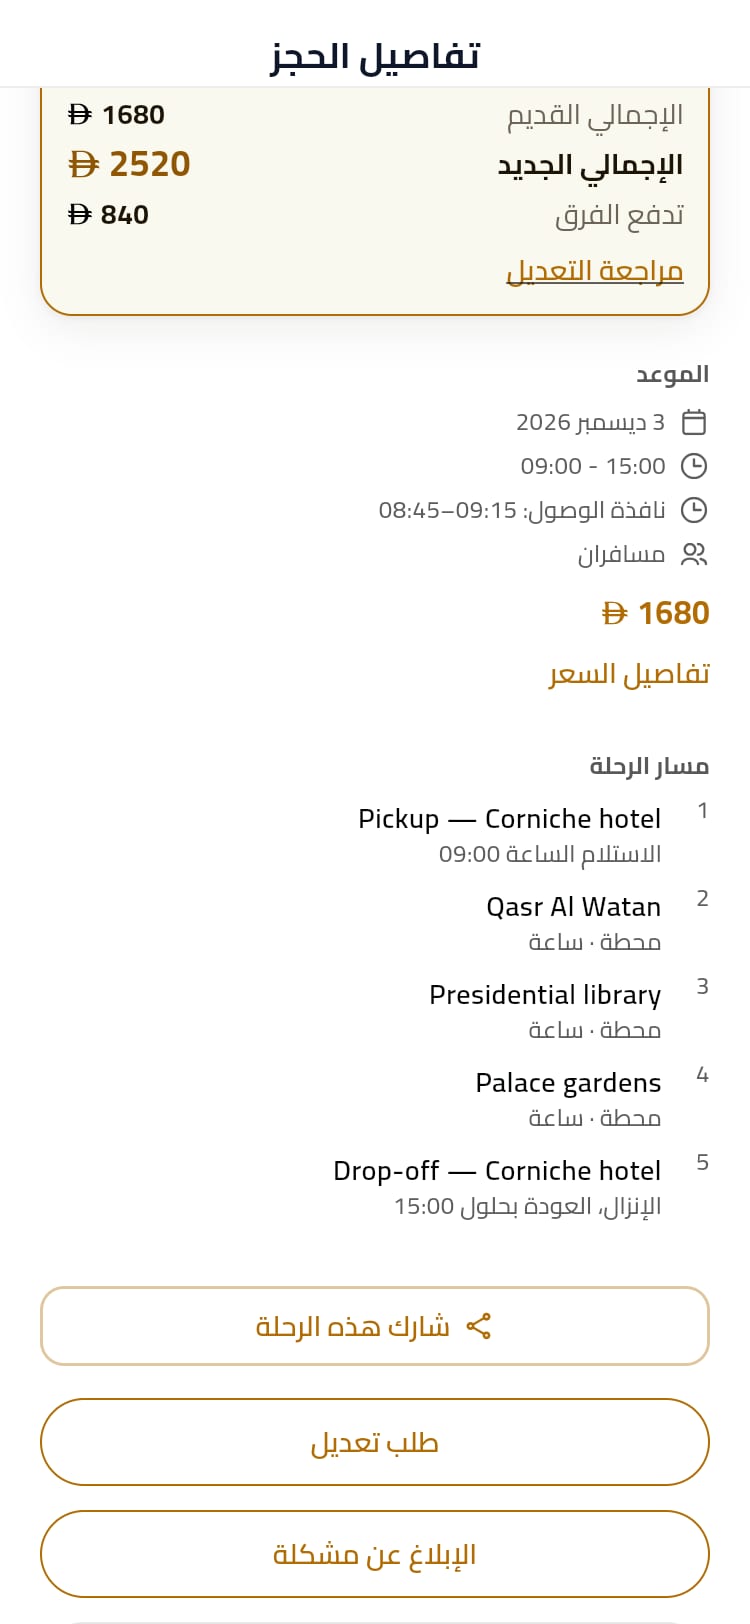 تفاصيل الحجز
الإجمالي القديم 1680 
الإجمالي الجديد 2520 
تدفع الفرق 840 
مراجعة التعديل
الموعد
3 ديسمبر 2026
09:00 - 15:00
نافذة الوصول: 08:45–09:15
مسافران
1680
تفاصيل السعر
مسار الرحلة
1 Pickup — Corniche hotel
الاستلام الساعة 09:00
2 Qasr Al Watan
محطة · ساعة
3 Presidential library
محطة · ساعة
4 Palace gardens
محطة · ساعة
5 Drop-off — Corniche hotel
الإنزال، العودة بحلول 15:00
شارك هذه الرحلة
طلب تعديل
الإبلاغ عن مشكلة